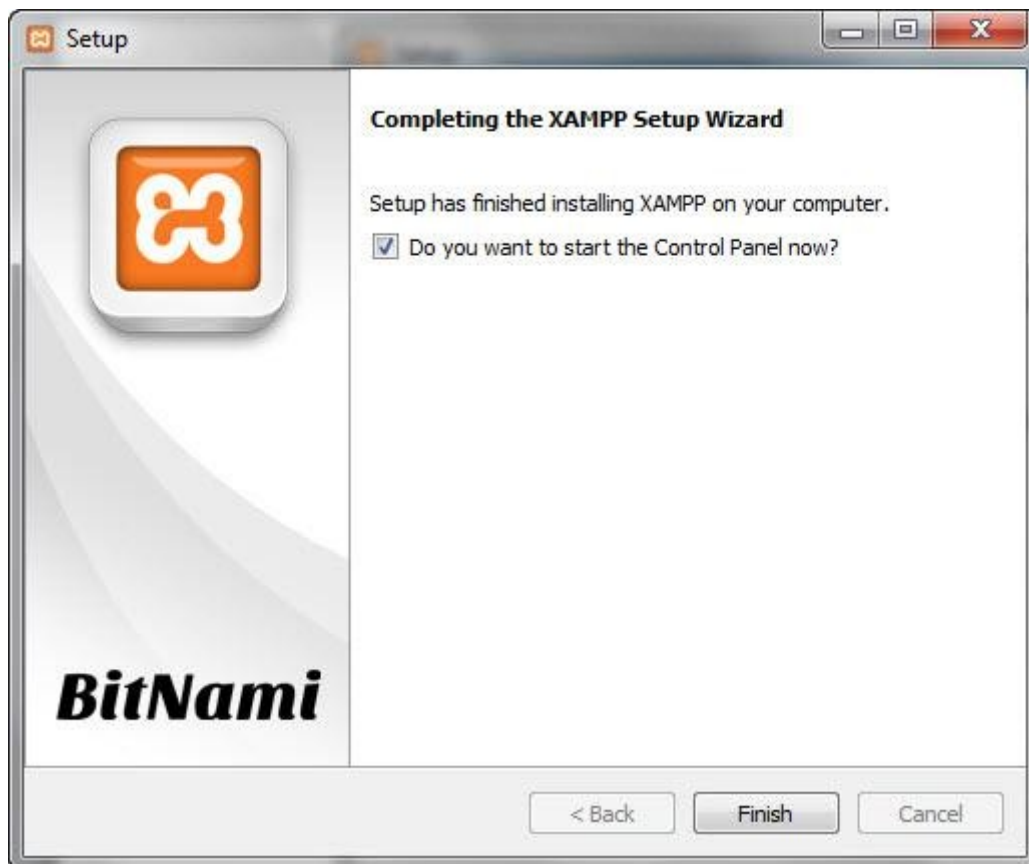 Setup
Completing the XAMPP Setup Wizard
Setup has finished installing XAMPP on your computer.
Do you want to start the Control Panel now?
BitNami
< Back
Finish
Cancel